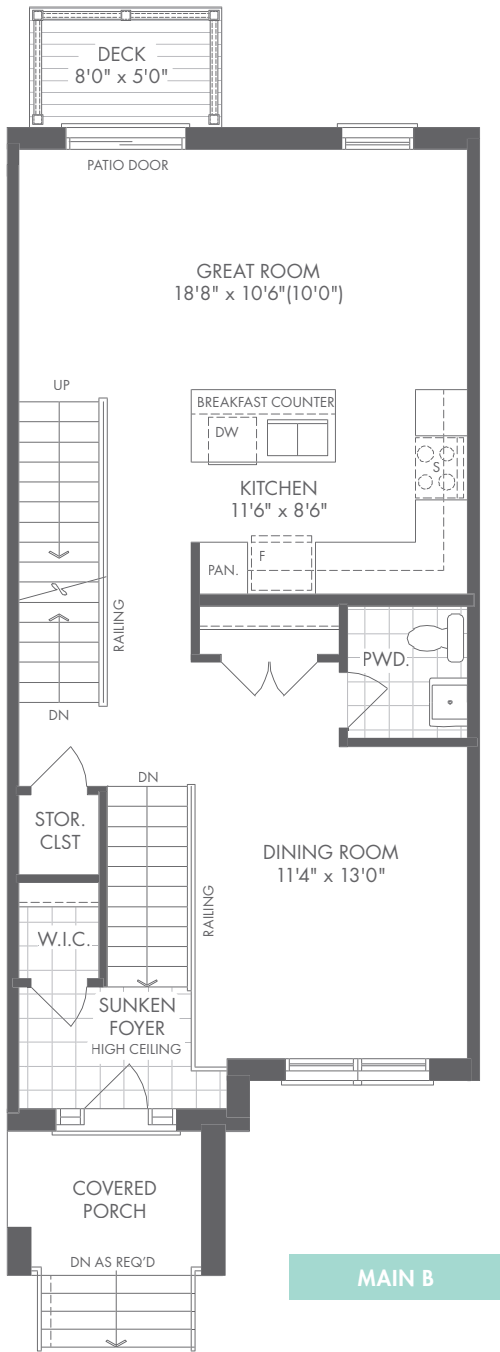 DECK
8'0" x 5'0"
PATIO DOOR
GREAT ROOM
18'8" x 10'6"(10'0")
UP
BREAKFAST COUNTER
DW
S
KITCHEN
11'6" x 8'6"
PAN.
F
RAILING
PWD.
DN
DN
STOR.
CLST
DINING ROOM
11'4" x 13'0"
RAILING
W.I.C.
SUNKEN
FOYER
HIGH CEILING
COVERED
PORCH
DN AS REQ'D
MAIN B